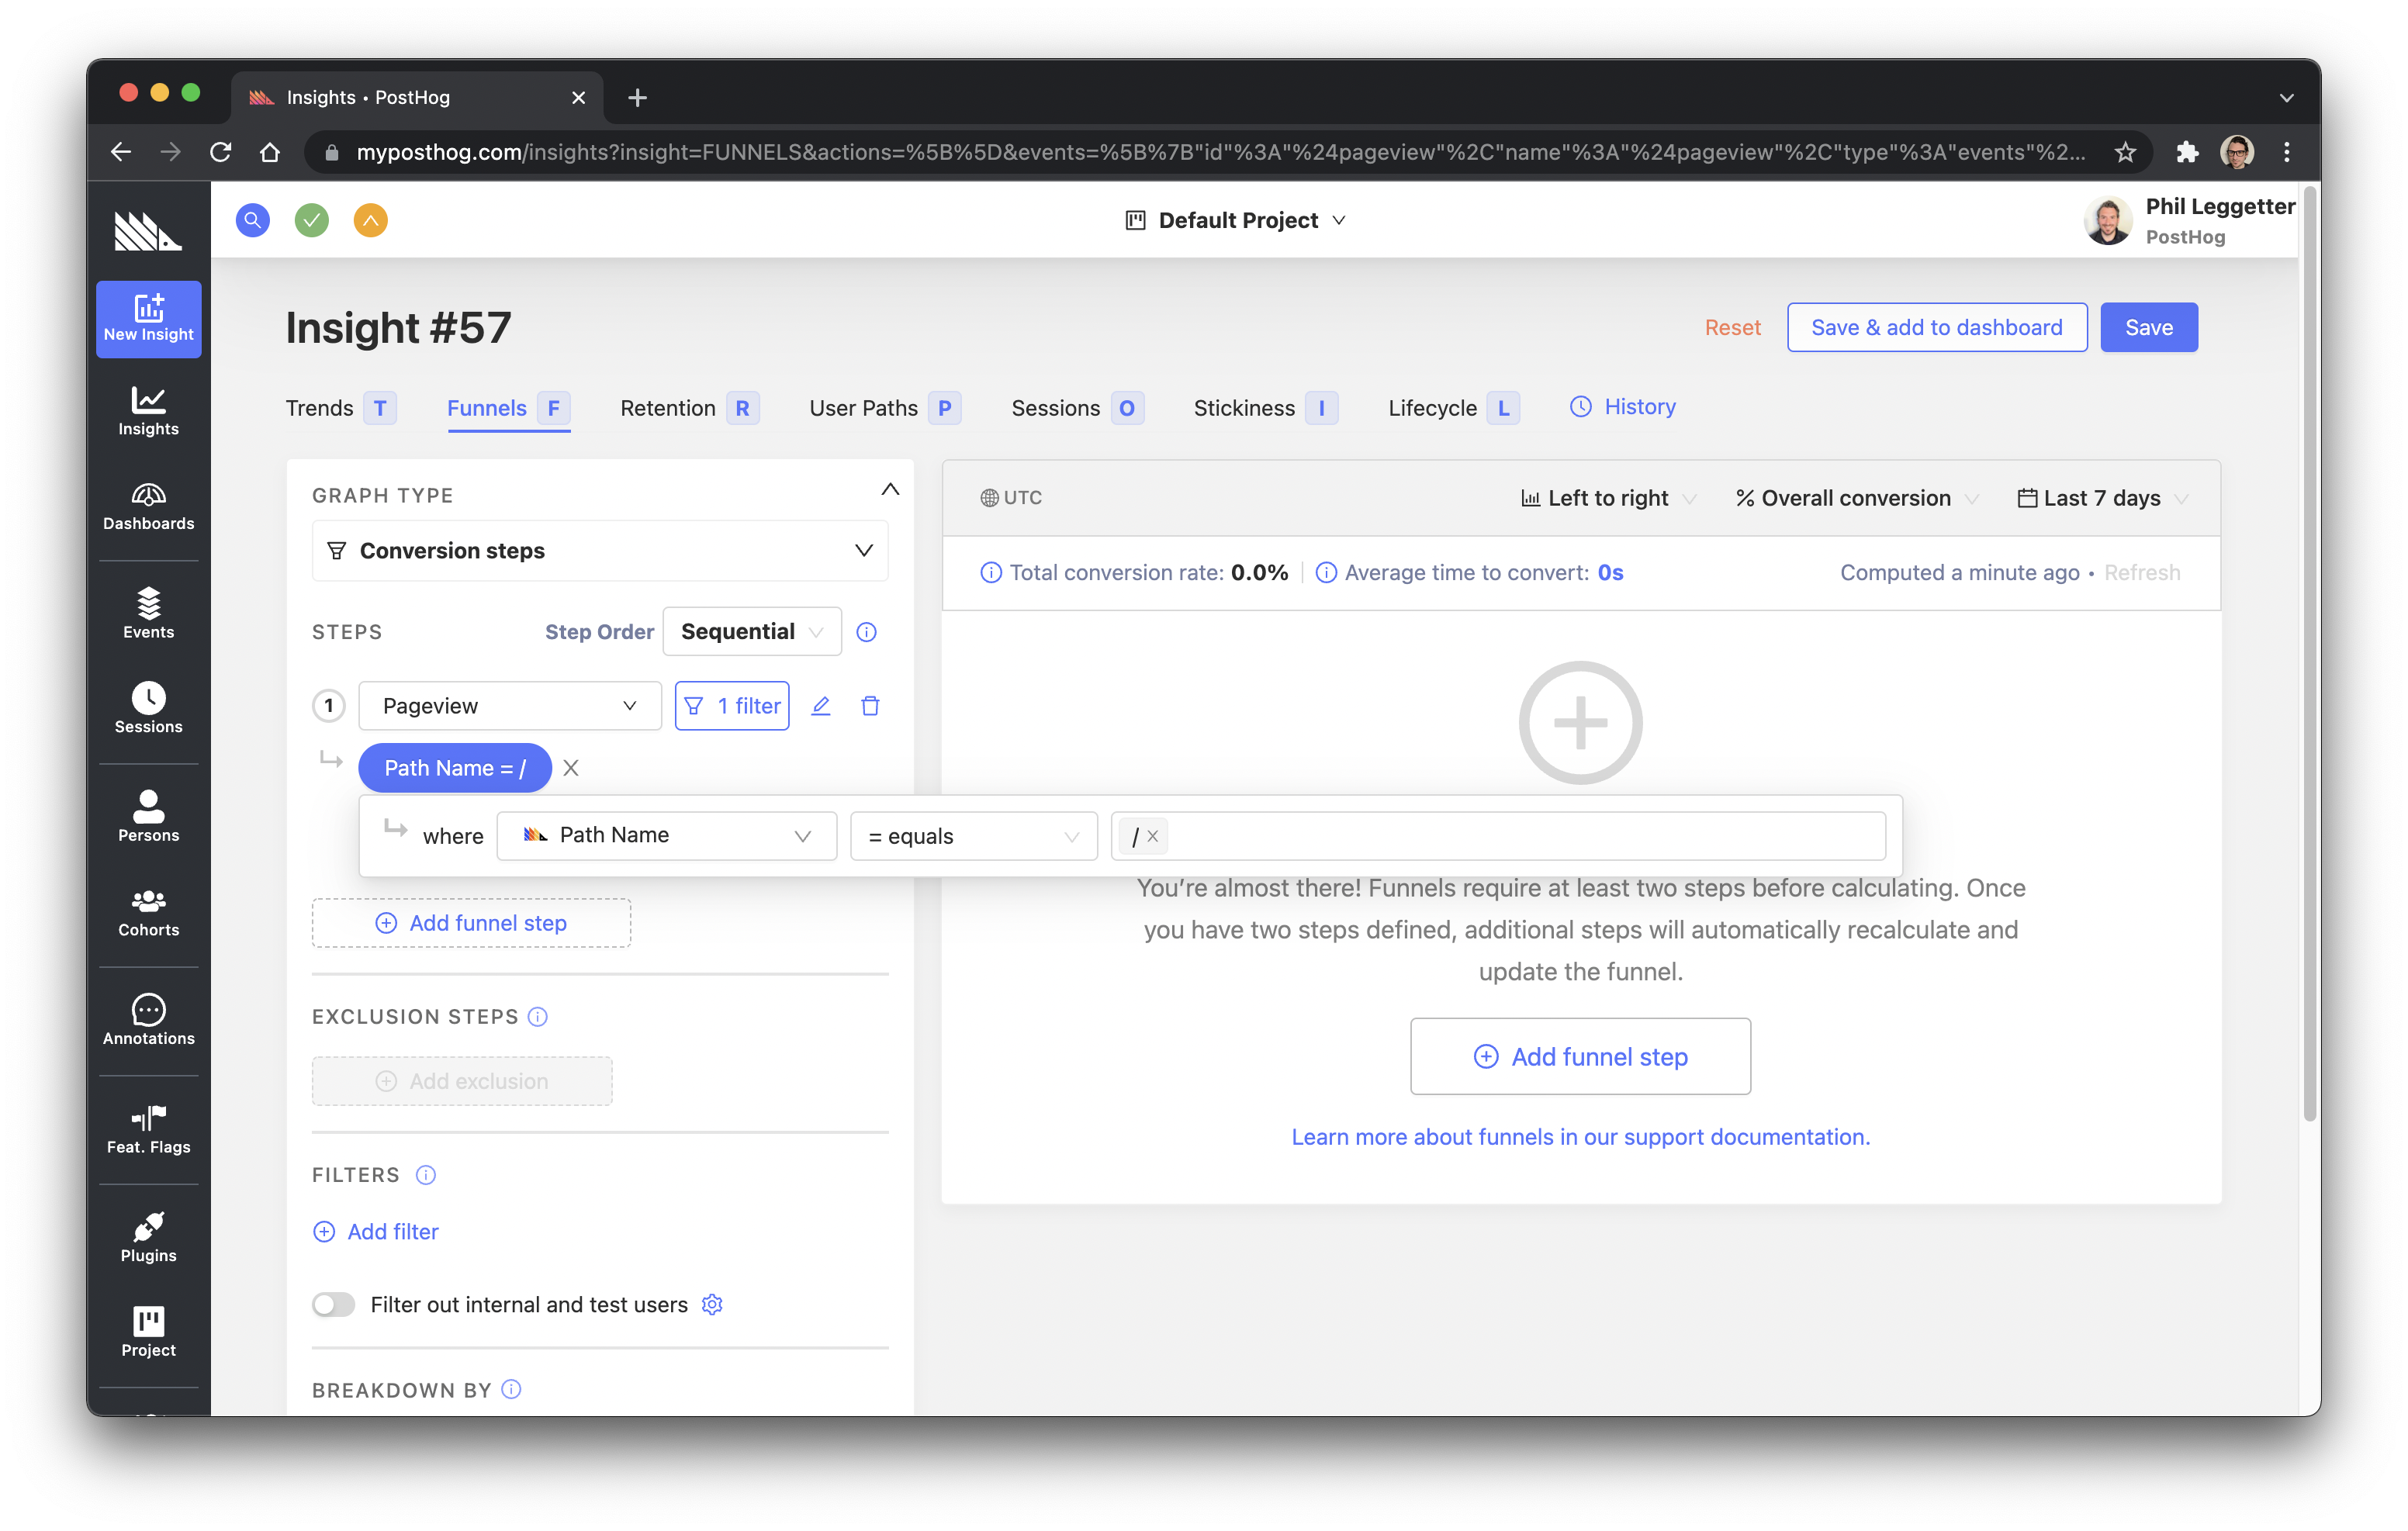 Insights • PostHog
myposthog.com/insights?insight=FUNNELS&actions=%5B%5D&events=%5B%7B"id"%3A"%24pageview"%2C"name"%3A"%24pageview"%2C"type"%3A"events"%2...
Default Project
Phil Leggetter
PostHog
New Insight
Insights
Dashboards
Events
Sessions
Persons
Cohorts
Annotations
Feat. Flags
Plugins
Project
Insight #57
Reset
Save & add to dashboard
Save
Trends T Funnels F Retention R User Paths P Sessions O Stickiness I Lifecycle L History
GRAPH TYPE
Conversion steps
STEPS Step Order Sequential
1 Pageview 1 filter
Path Name = / X
where Path Name = equals /
Add funnel step
EXCLUSION STEPS
Add exclusion
FILTERS
Add filter
Filter out internal and test users
BREAKDOWN BY
UTC Left to right % Overall conversion Last 7 days
Total conversion rate: 0.0% Average time to convert: 0s Computed a minute ago • Refresh
You’re almost there! Funnels require at least two steps before calculating. Once
you have two steps defined, additional steps will automatically recalculate and
update the funnel.
Add funnel step
Learn more about funnels in our support documentation.